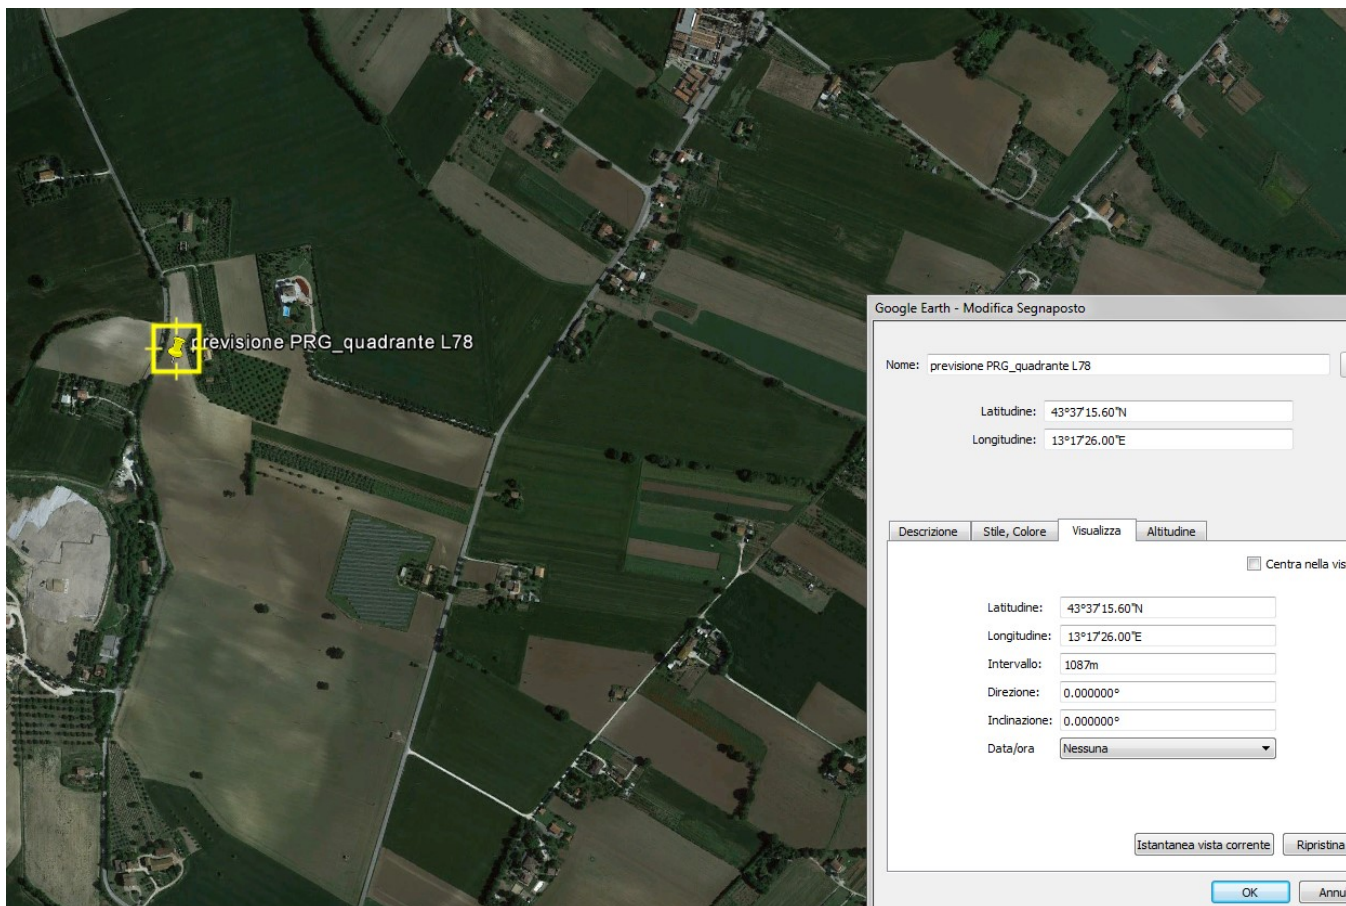 previsione PRG_quadrante L78
Google Earth - Modifica Segnaposto
Nome: previsione PRG_quadrante L78
Latitudine: 43°37'15.60"N
Longitudine: 13°17'26.00"E
Descrizione Stile, Colore Visualizza Altitudine
Centra nella vis
Latitudine: 43°37'15.60"N
Longitudine: 13°17'26.00"E
Intervallo: 1087m
Direzione: 0.000000°
Inclinazione: 0.000000°
Data/ora Nessuna
Istantanea vista corrente Ripristina
OK Annu